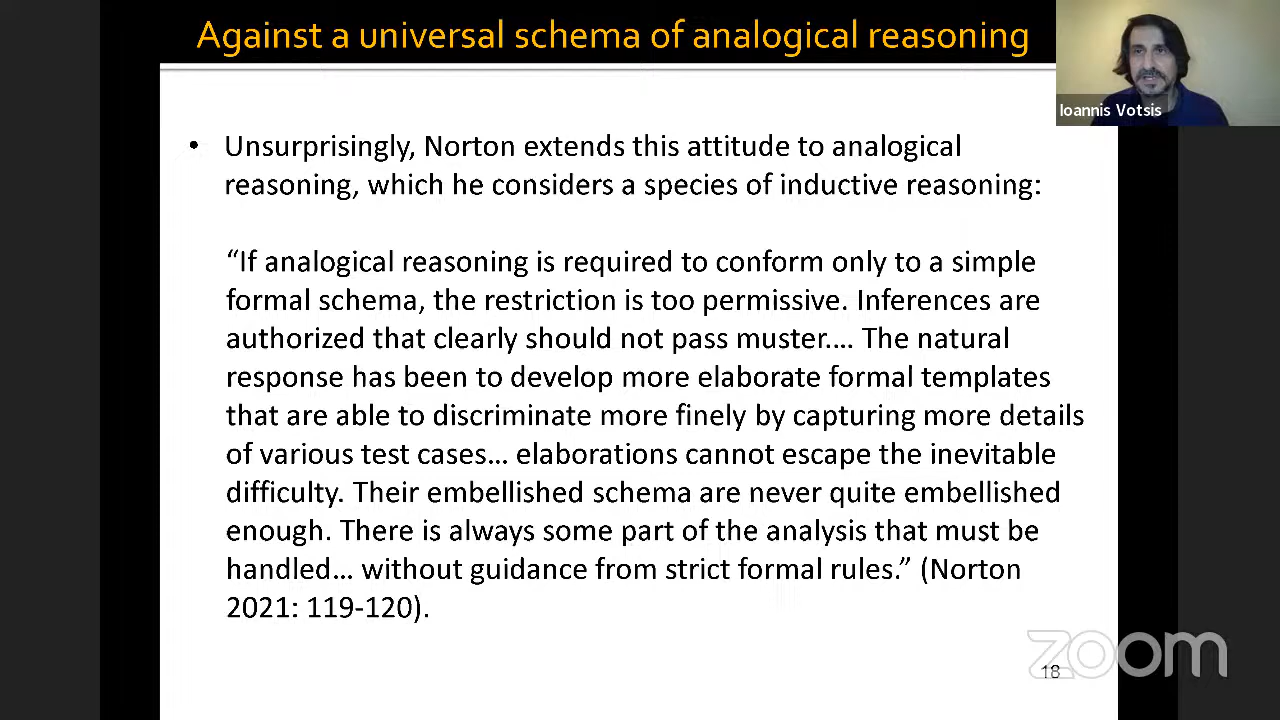 Against a universal schema of analogical reasoning
Ioannis Votsis
• Unsurprisingly, Norton extends this attitude to analogical
reasoning, which he considers a species of inductive reasoning:
“If analogical reasoning is required to conform only to a simple
formal schema, the restriction is too permissive. Inferences are
authorized that clearly should not pass muster.… The natural
response has been to develop more elaborate formal templates
that are able to discriminate more finely by capturing more details
of various test cases… elaborations cannot escape the inevitable
difficulty. Their embellished schema are never quite embellished
enough. There is always some part of the analysis that must be
handled… without guidance from strict formal rules.” (Norton
2021: 119-120).
zoom
18